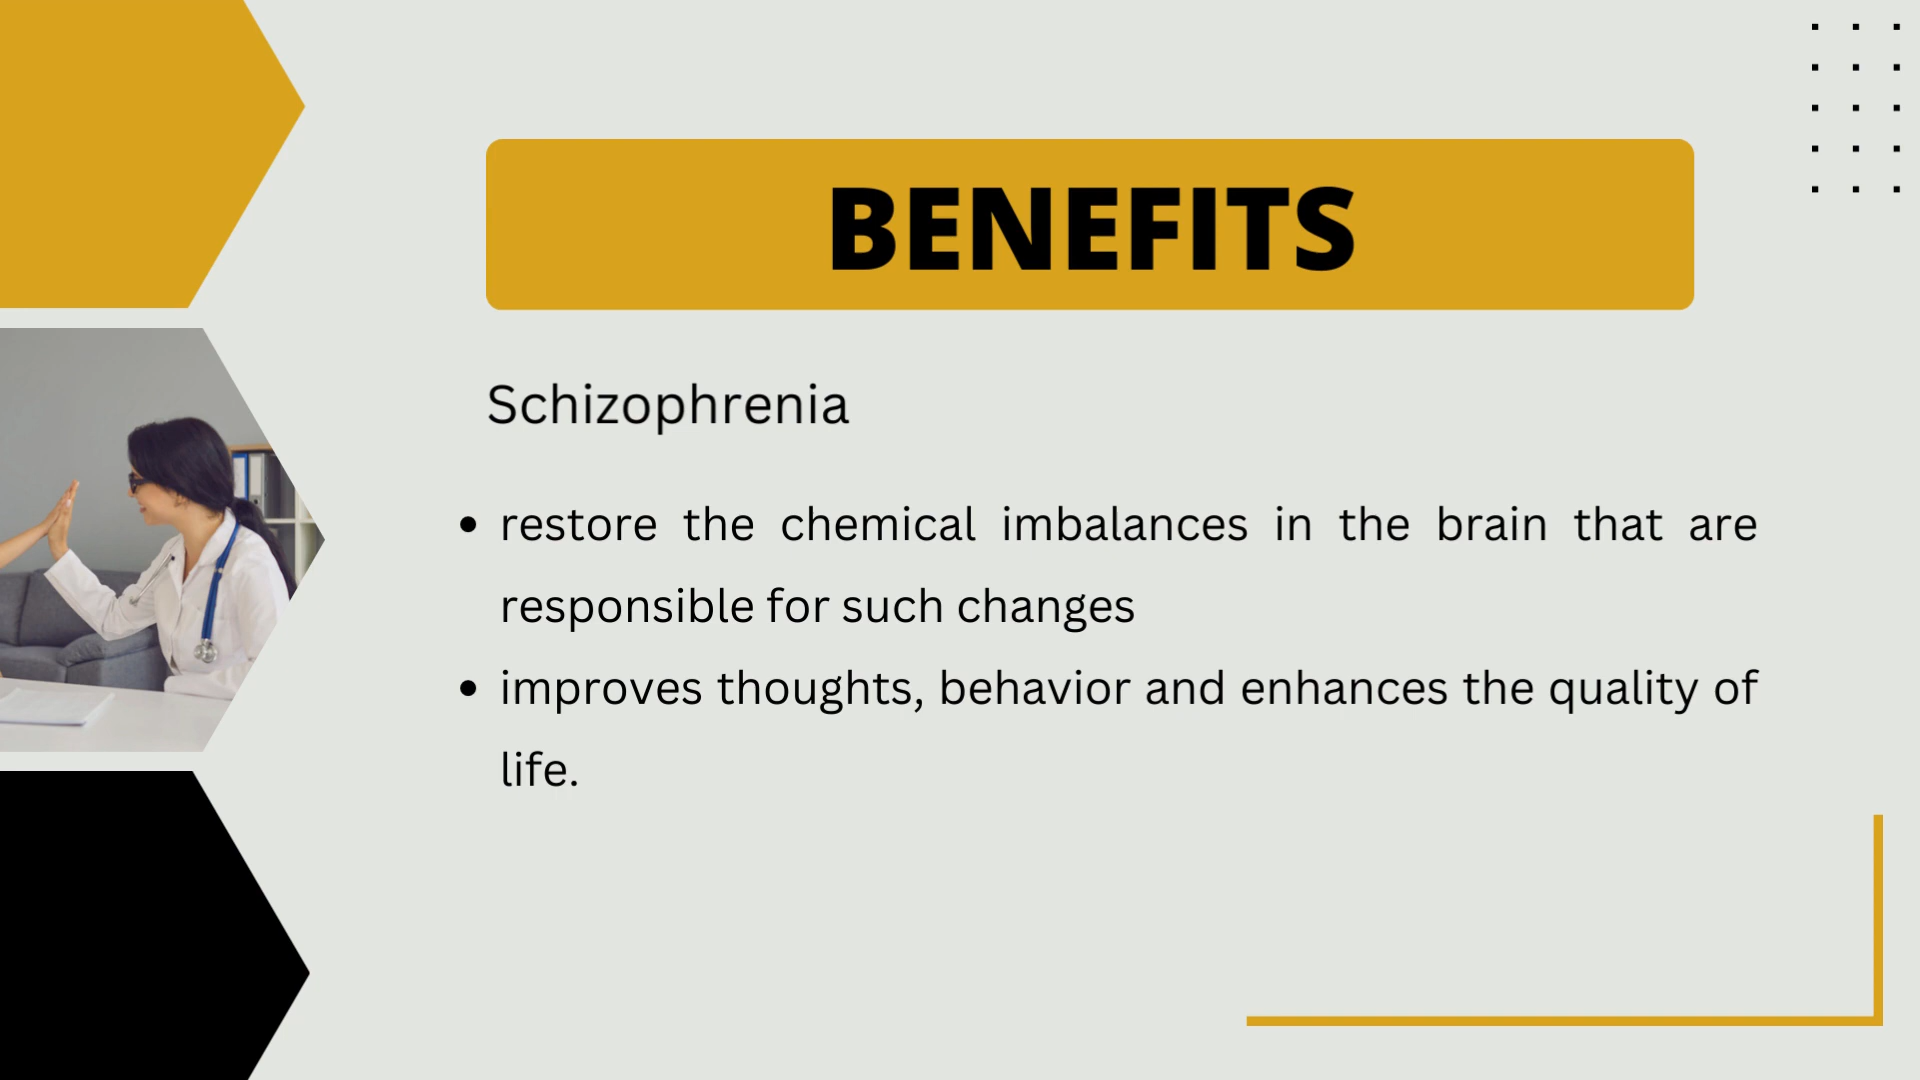 BENEFITS
Schizophrenia
• restore the chemical imbalances in the brain that are
responsible for such changes
• improves thoughts, behavior and enhances the quality of
life.